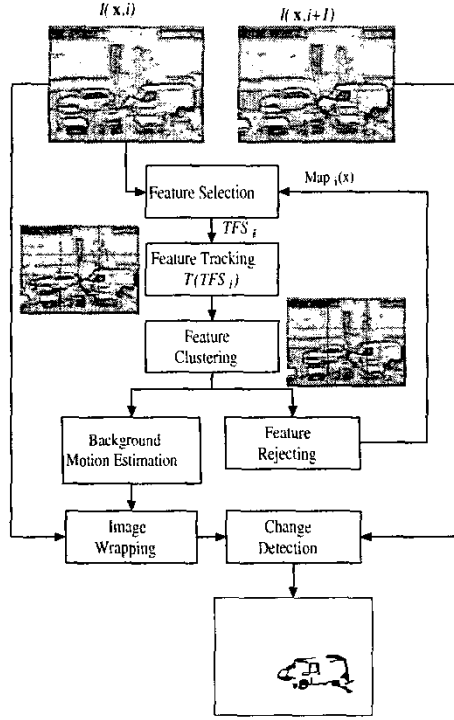 I( x,i)
I( x,i+1)
Feature Selection
Map i(x)
TFS i
Feature Tracking
T(TFS i)
Feature
Clustering
Background
Motion Estimation
Feature
Rejecting
Image
Wrapping
Change
Detection